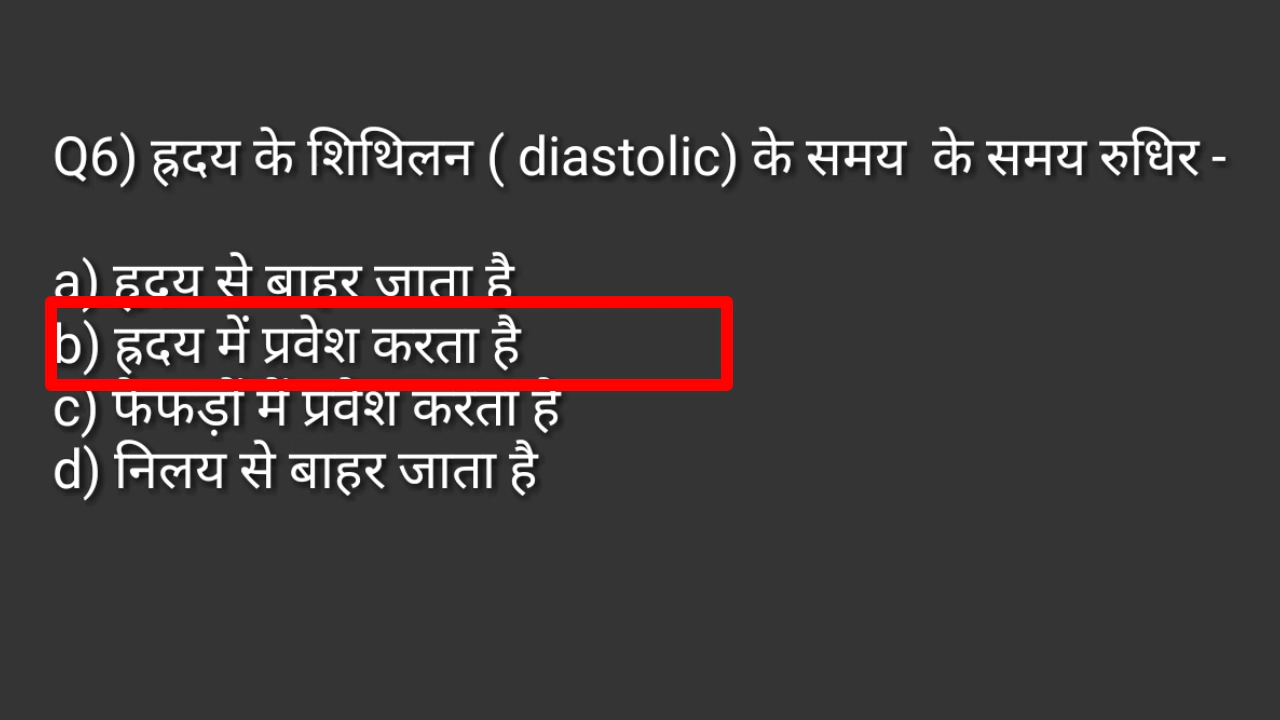 Q6) ह्रदय के शिथिलन ( diastolic) के समय  के समय रुधिर -
a) ह्रदय से बाहर जाता है
b) ह्रदय में प्रवेश करता है
c) फेफड़ों में प्रवेश करता है
d) निलय से बाहर जाता है